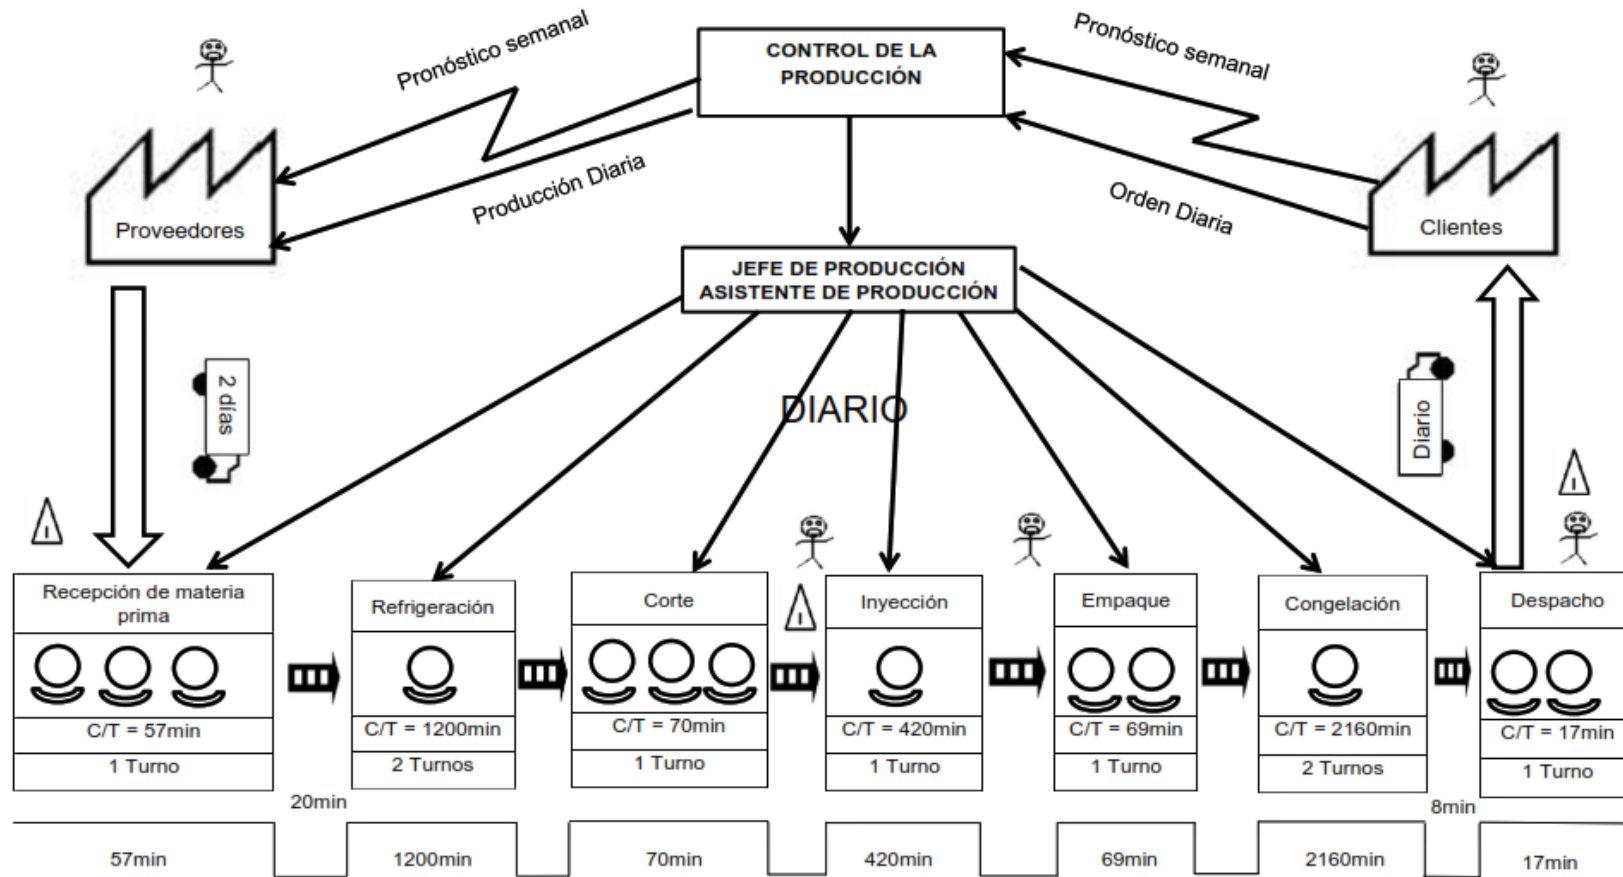 Pronóstico semanal
CONTROL DE LA
PRODUCCIÓN
Pronóstico semanal
Proveedores
Producción Diaria
Orden Diaria
Clientes
JEFE DE PRODUCCIÓN
ASISTENTE DE PRODUCCIÓN
2 días
DIARIO
Diario
I
I
I
Recepción de materia
prima
Refrigeración
Corte
Inyección
Empaque
Congelación
Despacho
C/T = 57min
C/T = 1200min
C/T = 70min
C/T = 420min
C/T = 69min
C/T = 2160min
C/T = 17min
1 Turno
2 Turnos
1 Turno
1 Turno
1 Turno
2 Turnos
1 Turno
20min
8min
57min
1200min
70min
420min
69min
2160min
17min